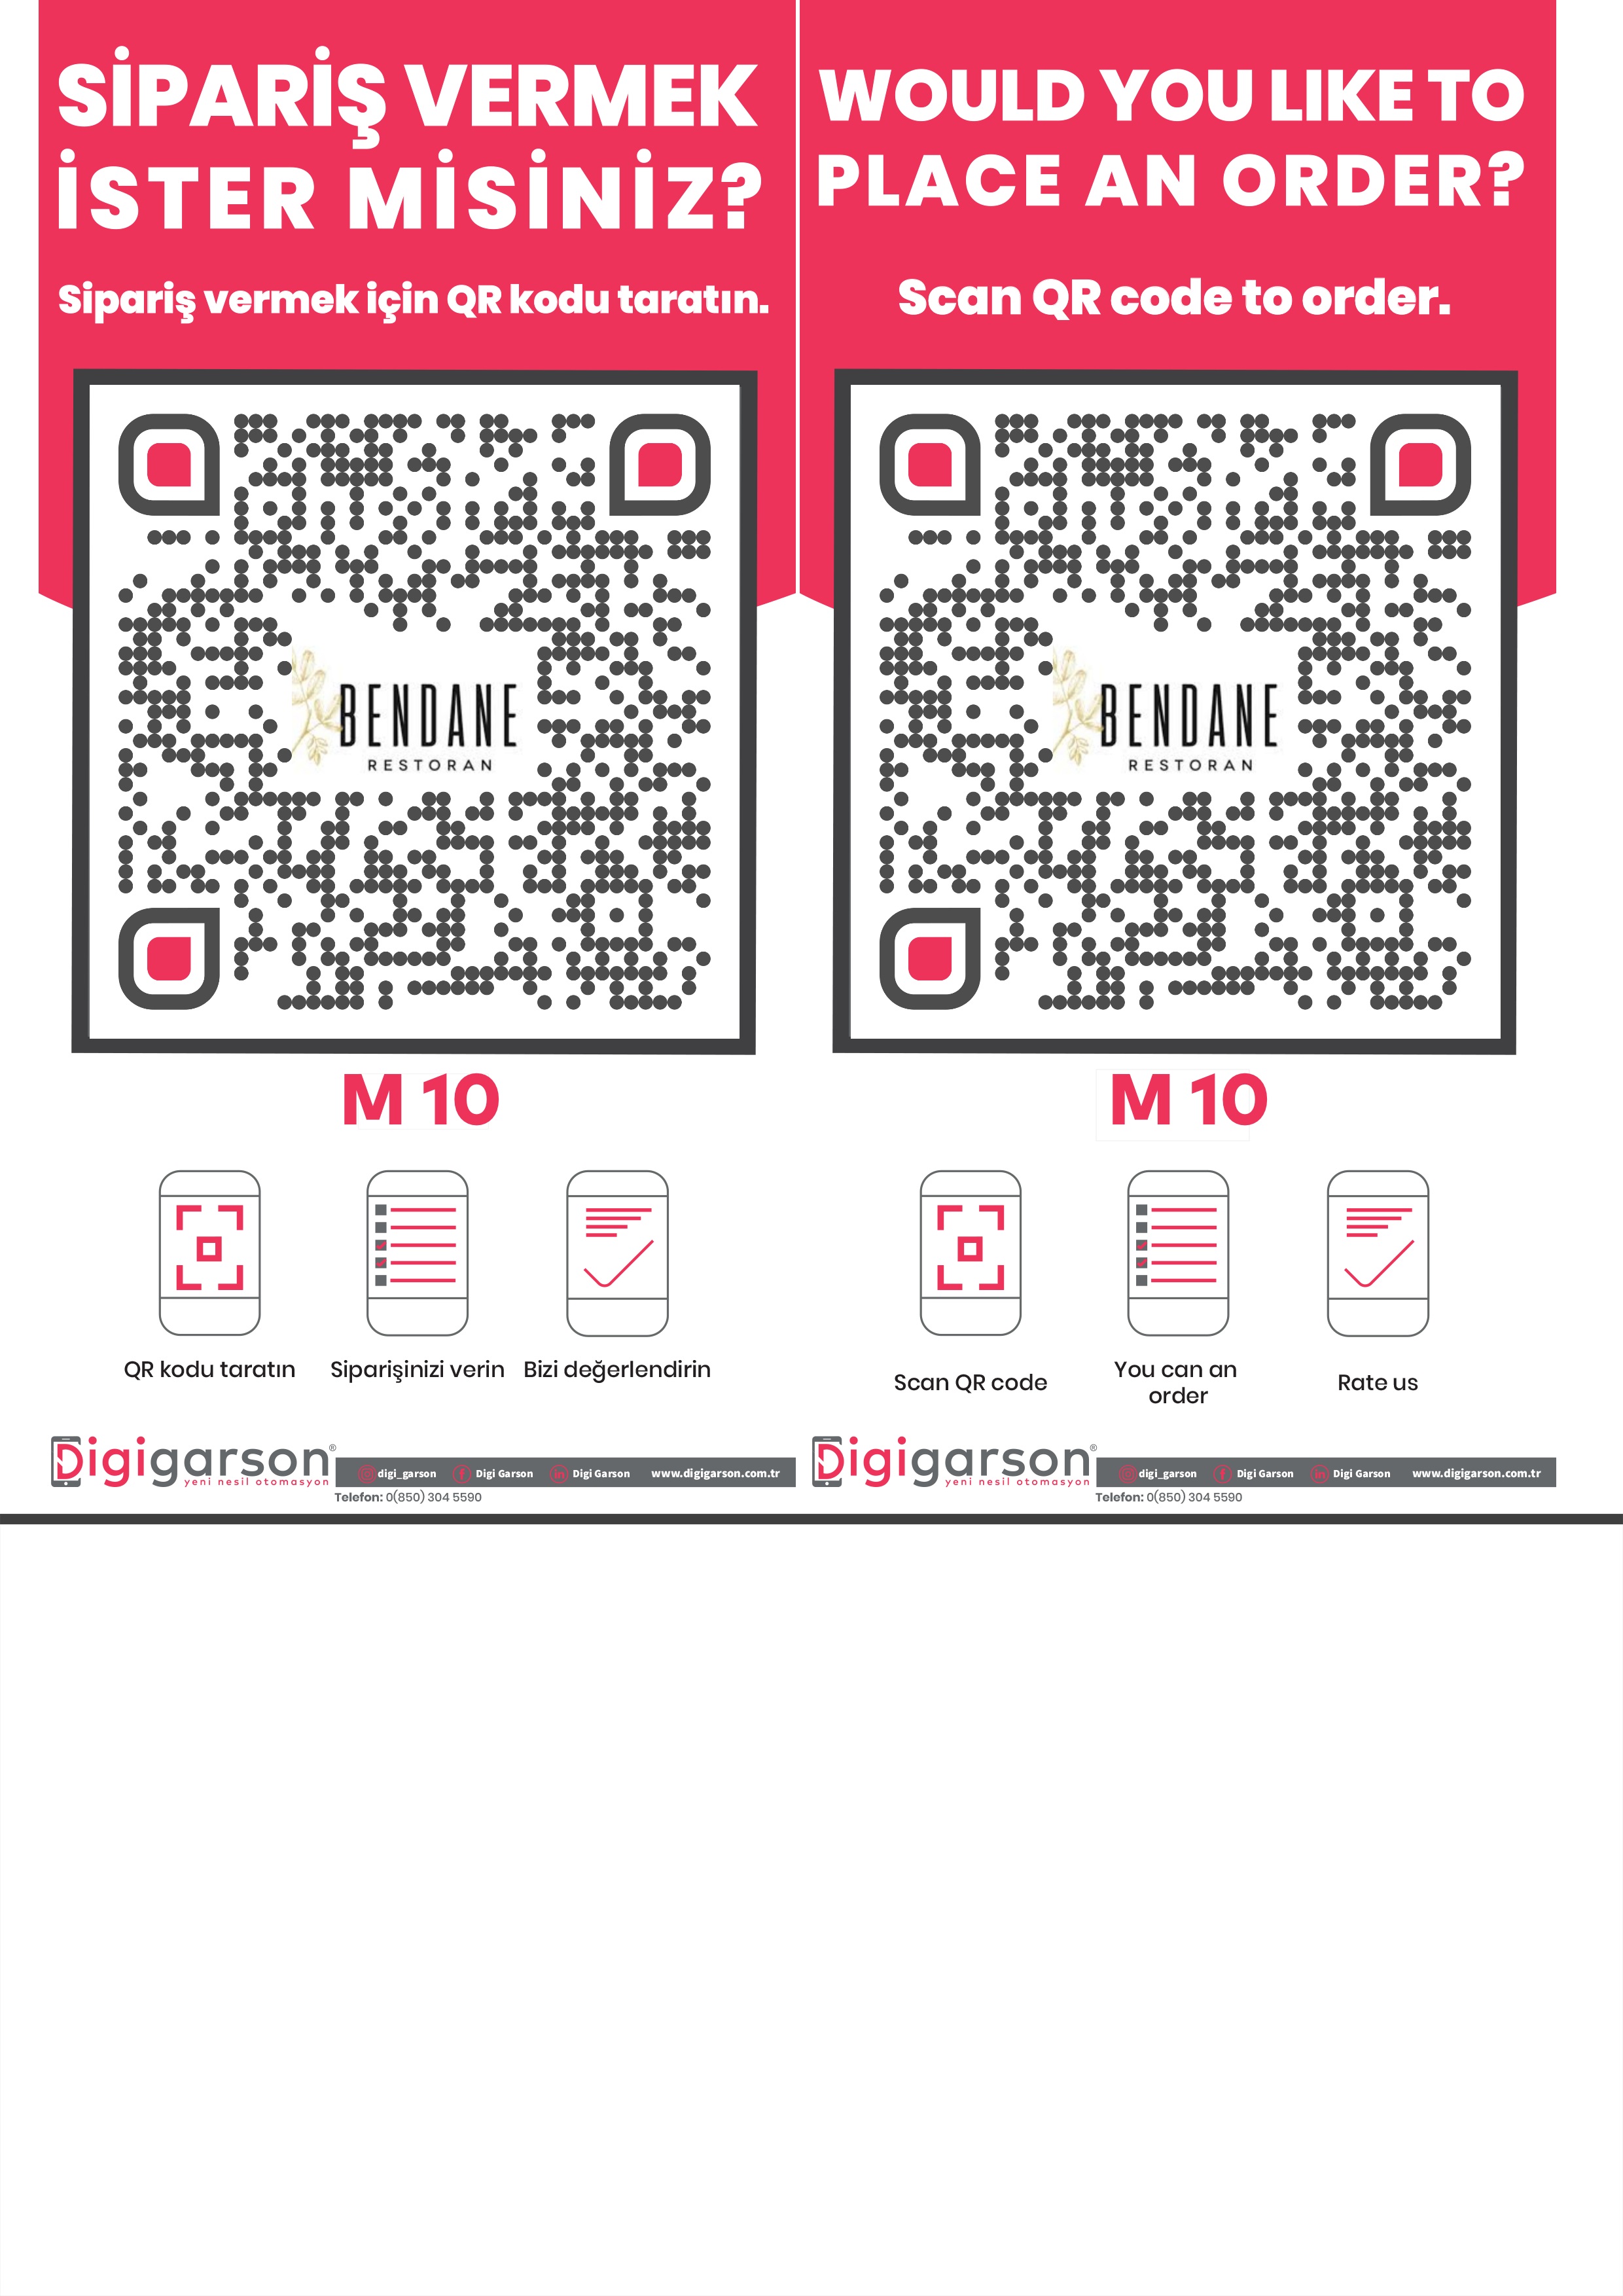 SİPARİŞ VERMEK
İSTER MİSİNİZ?
Sipariş vermek için QR kodu taratın.
BENDANE
RESTORAN
M 10
QR kodu taratın
Siparişinizi verin
Bizi değerlendirin
Digigarson®
yeni nesil otomasyon
digi_garson
Digi Garson
in Digi Garson
www.digigarson.com.tr
Telefon: 0(850) 304 5590
WOULD YOU LIKE TO
PLACE AN ORDER?
Scan QR code to order.
BENDANE
RESTORAN
M 10
Scan QR code
You can an
order
Rate us
Digigarson®
yeni nesil otomasyon
digi_garson
Digi Garson
in Digi Garson
www.digigarson.com.tr
Telefon: 0(850) 304 5590